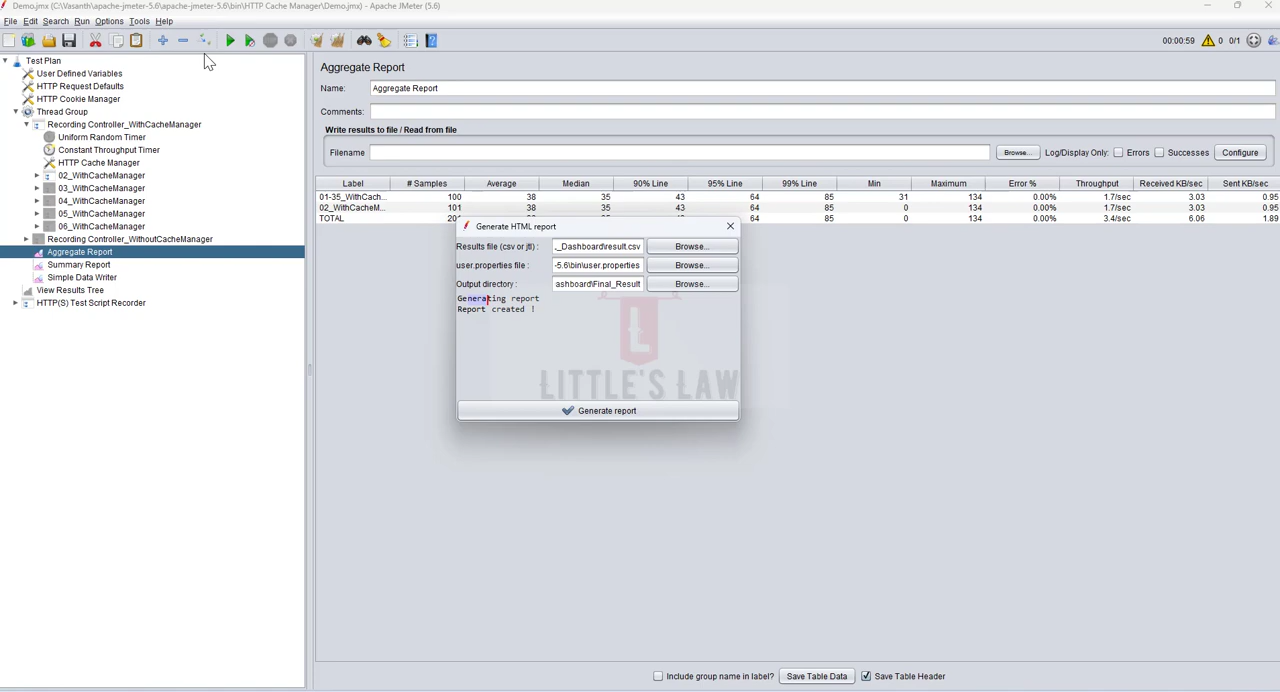 Demo.jmx (C:\Vasanth\apache-jmeter-5.6\apache-jmeter-5.6\bin\HTTP Cache Manager\Demo.jmx) - Apache JMeter (5.6)
File Edit Search Run Options Tools Help
00:00:59 0 0/1
Test Plan
User Defined Variables
HTTP Request Defaults
HTTP Cookie Manager
Thread Group
Recording Controller_WithCacheManager
Uniform Random Timer
Constant Throughput Timer
HTTP Cache Manager
02_WithCacheManager
03_WithCacheManager
04_WithCacheManager
05_WithCacheManager
06_WithCacheManager
Recording Controller_WithoutCacheManager
Aggregate Report
Summary Report
Simple Data Writer
View Results Tree
HTTP(S) Test Script Recorder
Aggregate Report
Name: Aggregate Report
Comments:
Write results to file / Read from file
Filename Browse... Log/Display Only: Errors Successes Configure
Label # Samples Average Median 90% Line 95% Line 99% Line Min Maximum Error % Throughput Received KB/sec Sent KB/sec
01-35_WithCach... 100 38 35 43 64 85 31 134 0.00% 1.7/sec 3.03 0.95
02_WithCacheM... 101 38 35 43 64 85 0 134 0.00% 1.7/sec 3.03 0.95
TOTAL 64 85 0 134 0.00% 3.4/sec 6.06 1.89
Generate HTML report
Results file (csv or jtl) : ._Dashboard\result.csv Browse...
user.properties file : -5.6\bin\user.properties Browse...
Output directory : ashboard\Final_Result Browse...
Generating report
Report created !
L
LITTLE'S LAW
Generate report
Include group name in label? Save Table Data Save Table Header